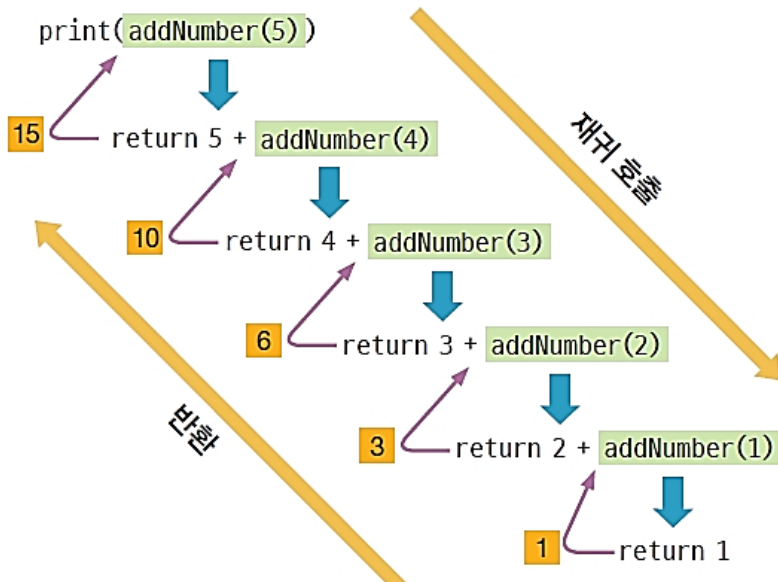 print(addNumber(5))
15
return 5 + addNumber(4)
재귀 호출
10
return 4 + addNumber(3)
6
return 3 + addNumber(2)
반환
3
return 2 + addNumber(1)
1
return 1